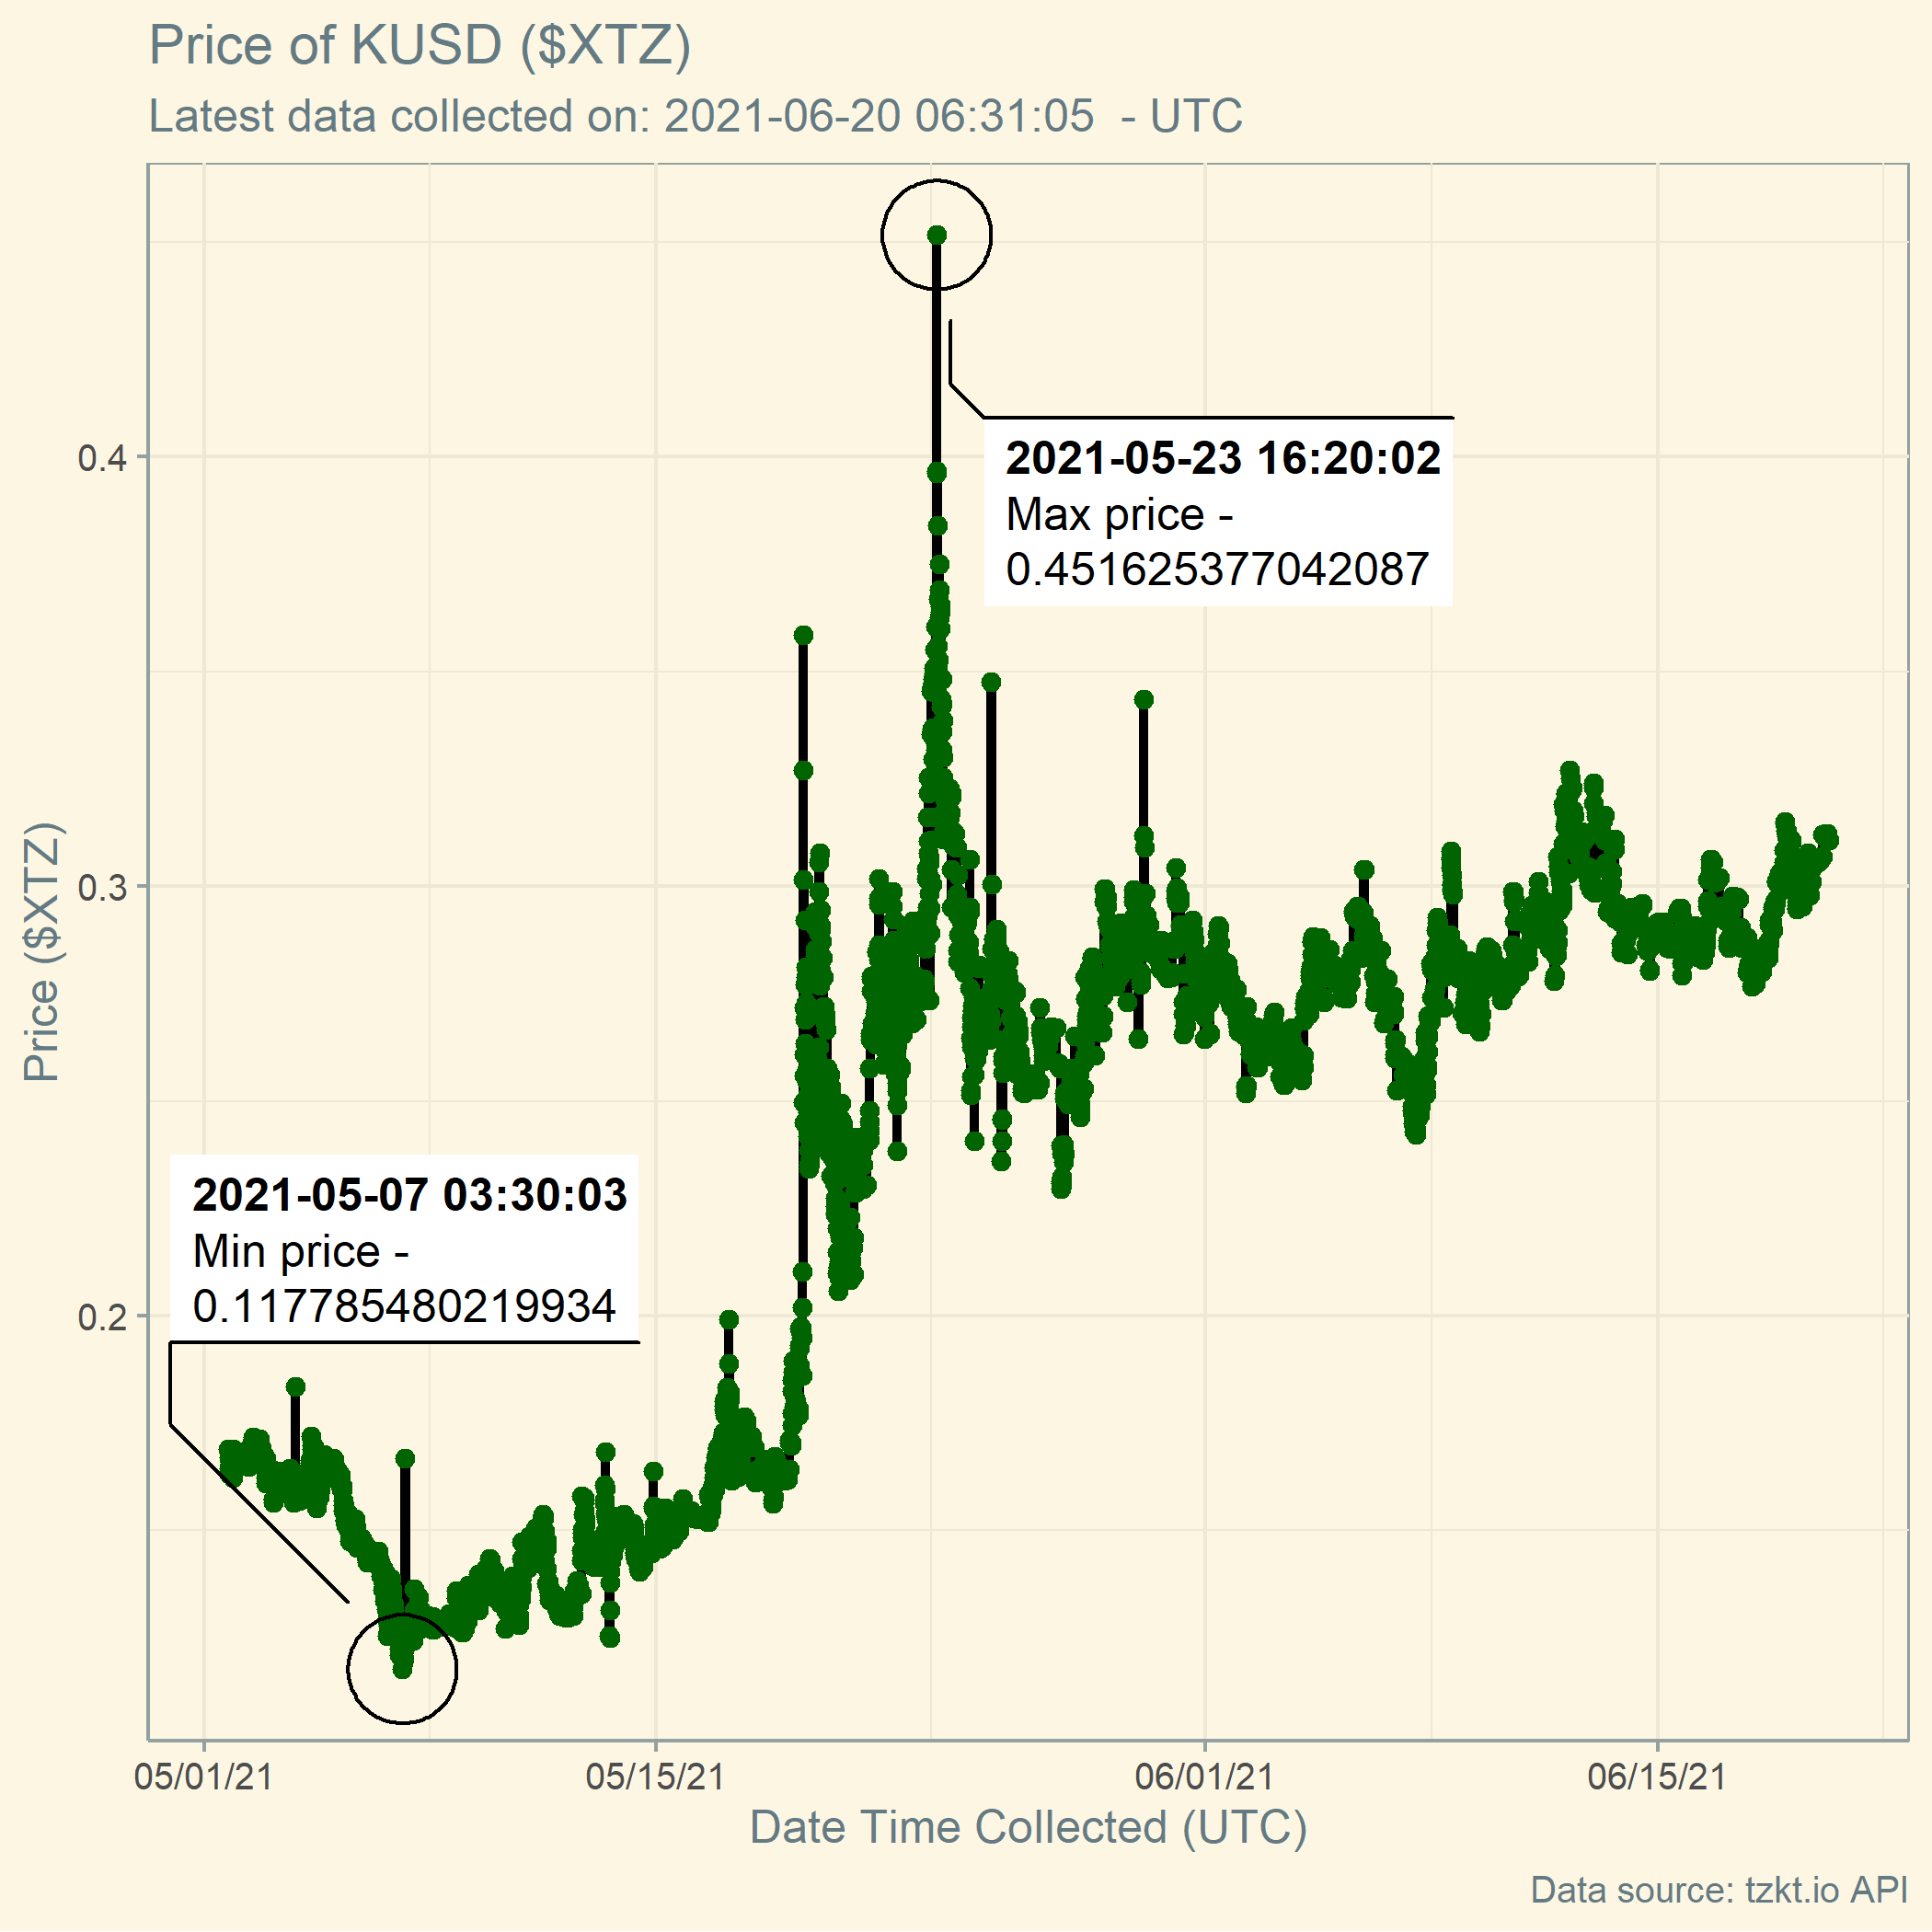 Price of KUSD ($XTZ)
Latest data collected on: 2021-06-20 06:31:05  - UTC
2021-05-23 16:20:02
Max price -
0.451625377042087
2021-05-07 03:30:03
Min price -
0.117785480219934
Price ($XTZ)
0.4
0.3
0.2
05/01/21
05/15/21
06/01/21
06/15/21
Date Time Collected (UTC)
Data source: tzkt.io API